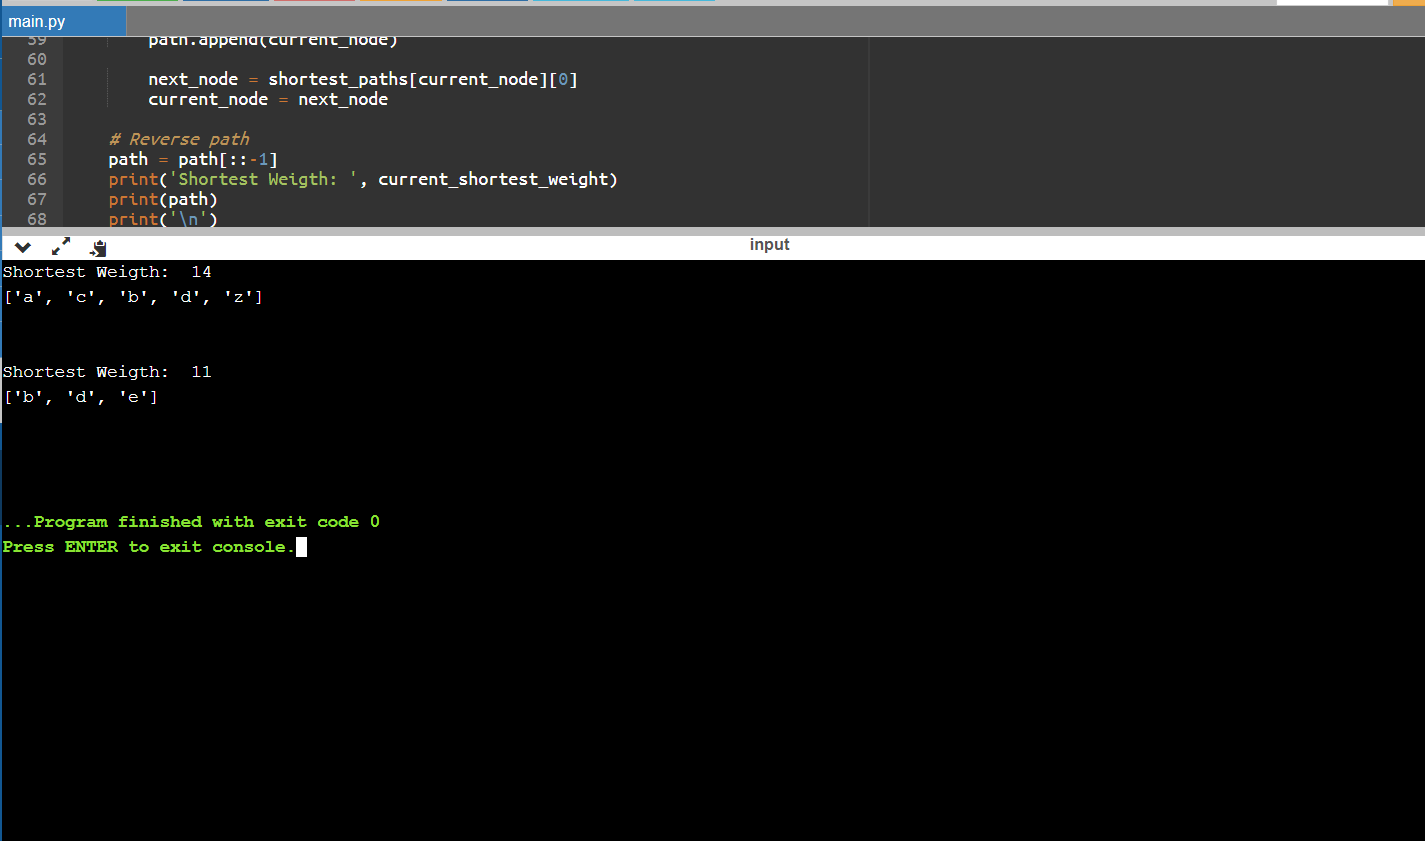 main.py
59 path.append(current_node)
60
61 next_node = shortest_paths[current_node][0]
62 current_node = next_node
63
64 # Reverse path
65 path = path[::-1]
66 print('Shortest Weigth: ', current_shortest_weight)
67 print(path)
68 print('\n')
input
Shortest Weigth:  14
['a', 'c', 'b', 'd', 'z']
Shortest Weigth:  11
['b', 'd', 'e']
...Program finished with exit code 0
Press ENTER to exit console.